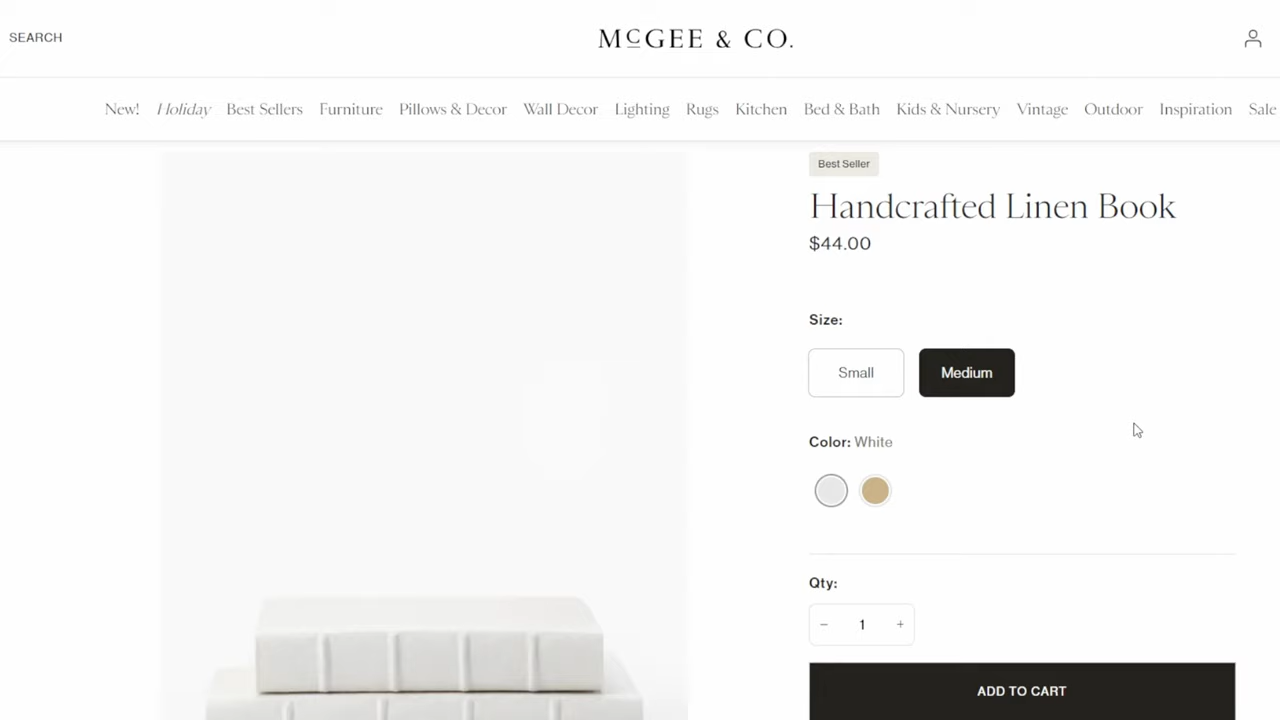 SEARCH
McGEE & CO.
New! Holiday Best Sellers Furniture Pillows & Decor Wall Decor Lighting Rugs Kitchen Bed & Bath Kids & Nursery Vintage Outdoor Inspiration Sale
Best Seller
Handcrafted Linen Book
$44.00
Size:
Small Medium
Color: White
Qty:
− 1 +
ADD TO CART